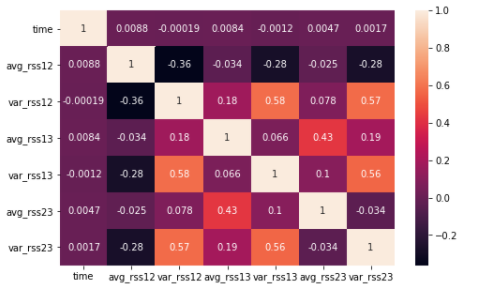 time 1 0.0088 -0.00019 0.0084 -0.0012 0.0047 0.0017
avg_rss12 0.0088 1 -0.36 -0.034 -0.28 -0.025 -0.28
var_rss12 -0.00019 -0.36 1 0.18 0.58 0.078 0.57
avg_rss13 0.0084 -0.034 0.18 1 0.066 0.43 0.19
var_rss13 -0.0012 -0.28 0.58 0.066 1 0.1 0.56
avg_rss23 0.0047 -0.025 0.078 0.43 0.1 1 -0.034
var_rss23 0.0017 -0.28 0.57 0.19 0.56 -0.034 1
time avg_rss12 var_rss12 avg_rss13 var_rss13 avg_rss23 var_rss23
1.0
0.8
0.6
0.4
0.2
0.0
−0.2